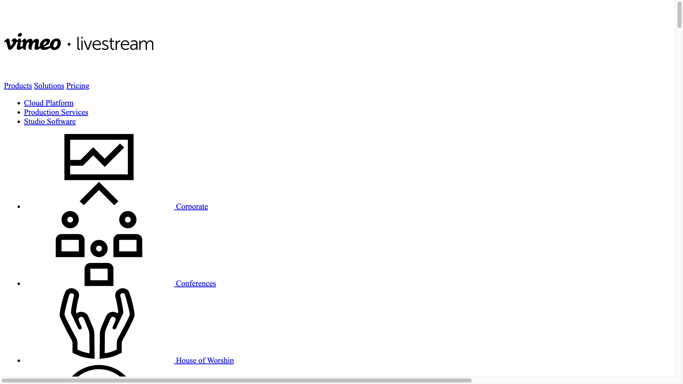 vimeo · livestream
Products Solutions Pricing
Cloud Platform
Production Services
Studio Software
Corporate
Conferences
House of Worship